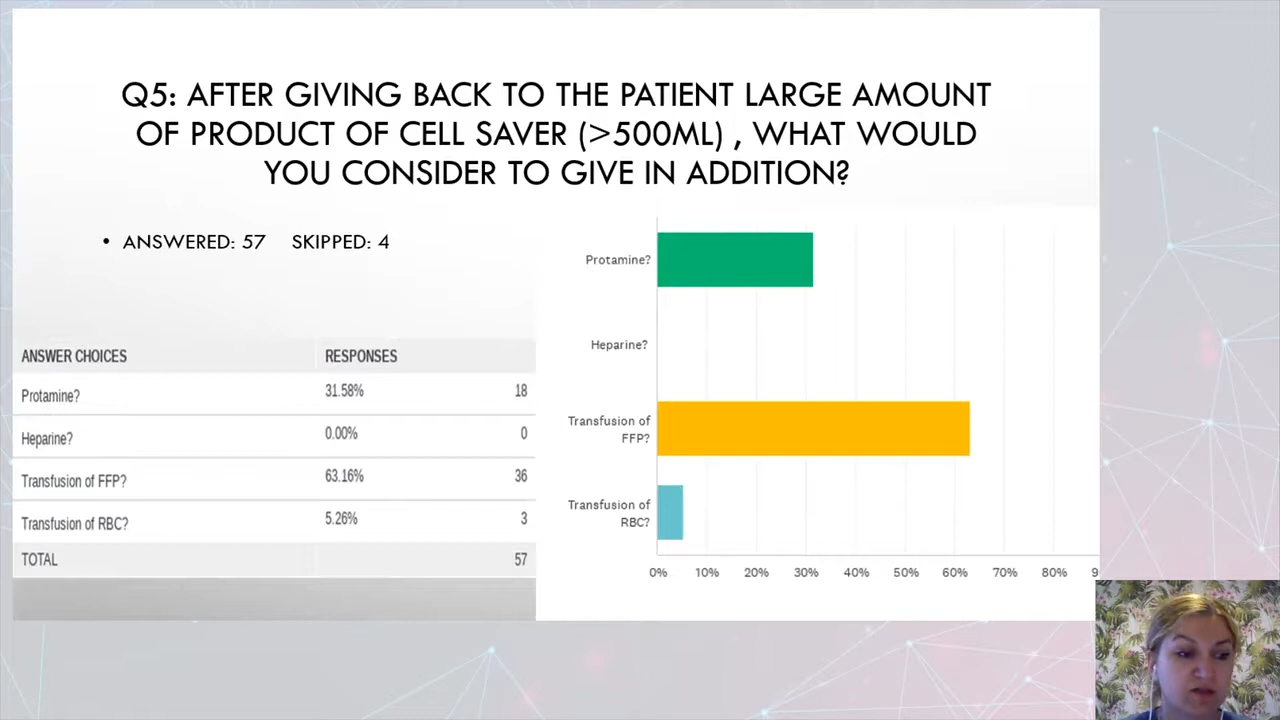 Q5: AFTER GIVING BACK TO THE PATIENT LARGE AMOUNT
OF PRODUCT OF CELL SAVER (>500ML) , WHAT WOULD
YOU CONSIDER TO GIVE IN ADDITION?
• ANSWERED: 57 SKIPPED: 4
ANSWER CHOICES RESPONSES
Protamine? 31.58% 18
Heparine? 0.00% 0
Transfusion of FFP? 63.16% 36
Transfusion of RBC? 5.26% 3
TOTAL 57
Protamine?
Heparine?
Transfusion of
FFP?
Transfusion of
RBC?
0% 10% 20% 30% 40% 50% 60% 70% 80% 9